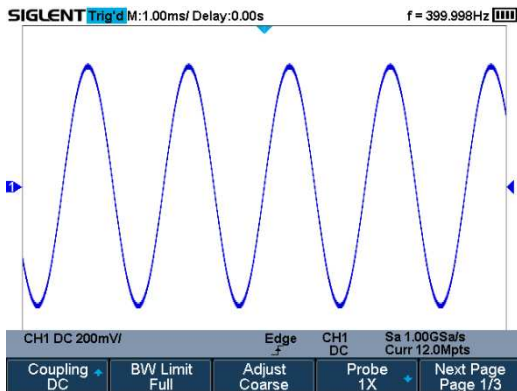 SIGLENT Trig'd M:1.00ms/ Delay:0.00s f = 399.998Hz
1
CH1 DC 200mV/ Edge CH1 Sa 1.00GSa/s
DC Curr 12.0Mpts
Coupling BW Limit Adjust Probe Next Page
DC Full Coarse 1X Page 1/3